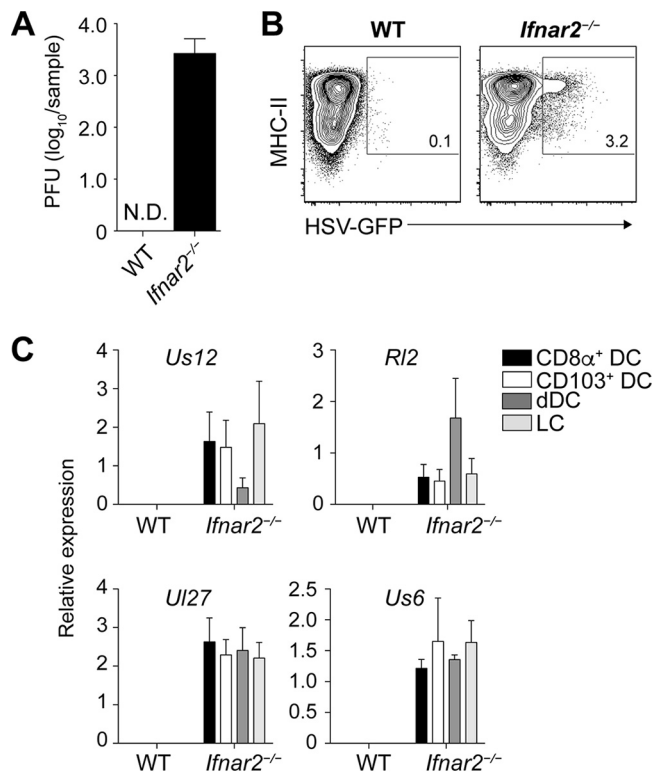 A
PFU (log10/sample)
4.0
3.0
2.0
1.0
0
N.D.
WT
Ifnar2–/–
B
WT
Ifnar2–/–
MHC-II
0.1
3.2
HSV-GFP
C
Relative expression
Us12
4
3
2
1
0
WT
Ifnar2–/–
Rl2
3
2
1
0
WT
Ifnar2–/–
CD8α+ DC
CD103+ DC
dDC
LC
Ul27
4
3
2
1
0
WT
Ifnar2–/–
Us6
2.5
2.0
1.5
1.0
0.5
0
WT
Ifnar2–/–